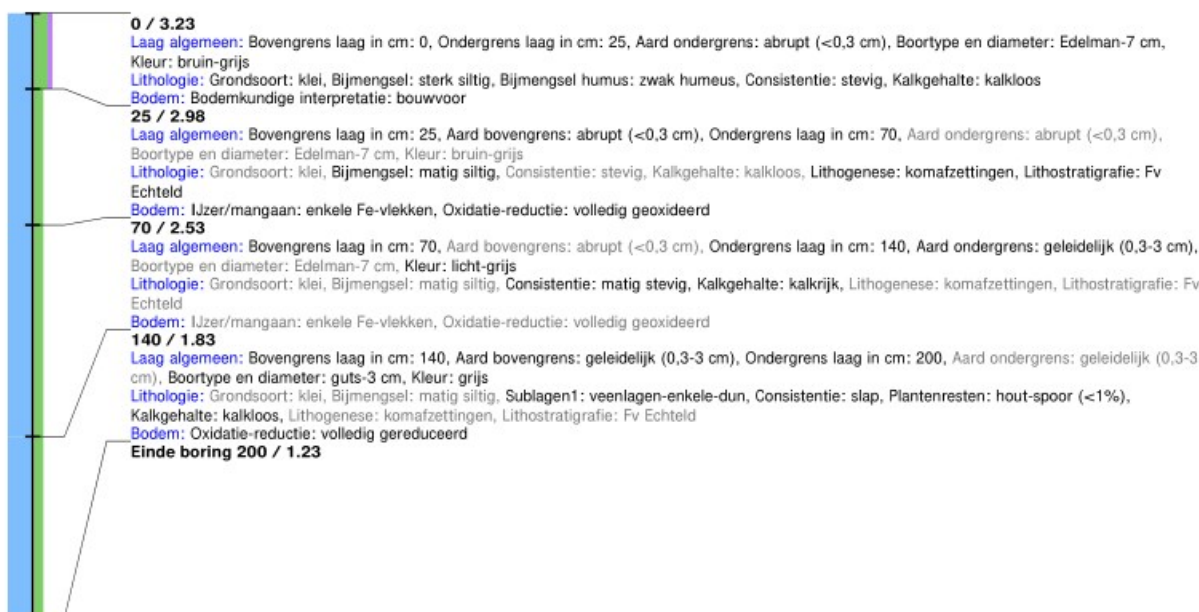 0 / 3.23
Laag algemeen: Bovengrens laag in cm: 0, Ondergrens laag in cm: 25, Aard ondergrens: abrupt (<0,3 cm), Boortype en diameter: Edelman-7 cm,
Kleur: bruin-grijs
Lithologie: Grondsoort: klei, Bijmengsel: sterk siltig, Bijmengsel humus: zwak humeus, Consistentie: stevig, Kalkgehalte: kalkloos
Bodem: Bodemkundige interpretatie: bouwvoor
25 / 2.98
Laag algemeen: Bovengrens laag in cm: 25, Aard bovengrens: abrupt (<0,3 cm), Ondergrens laag in cm: 70, Aard ondergrens: abrupt (<0,3 cm),
Boortype en diameter: Edelman-7 cm, Kleur: bruin-grijs
Lithologie: Grondsoort: klei, Bijmengsel: matig siltig, Consistentie: stevig, Kalkgehalte: kalkloos, Lithogenese: komafzettingen, Lithostratigrafie: Fv
Echteld
Bodem: IJzer/mangaan: enkele Fe-vlekken, Oxidatie-reductie: volledig geoxideerd
70 / 2.53
Laag algemeen: Bovengrens laag in cm: 70, Aard bovengrens: abrupt (<0,3 cm), Ondergrens laag in cm: 140, Aard ondergrens: geleidelijk (0,3-3 cm),
Boortype en diameter: Edelman-7 cm, Kleur: licht-grijs
Lithologie: Grondsoort: klei, Bijmengsel: matig siltig, Consistentie: matig stevig, Kalkgehalte: kalkrijk, Lithogenese: komafzettingen, Lithostratigrafie: Fv
Echteld
Bodem: IJzer/mangaan: enkele Fe-vlekken, Oxidatie-reductie: volledig geoxideerd
140 / 1.83
Laag algemeen: Bovengrens laag in cm: 140, Aard bovengrens: geleidelijk (0,3-3 cm), Ondergrens laag in cm: 200, Aard ondergrens: geleidelijk (0,3-3
cm), Boortype en diameter: guts-3 cm, Kleur: grijs
Lithologie: Grondsoort: klei, Bijmengsel: matig siltig, Sublagen1: veenlagen-enkele-dun, Consistentie: slap, Plantenresten: hout-spoor (<1%),
Kalkgehalte: kalkloos, Lithogenese: komafzettingen, Lithostratigrafie: Fv Echteld
Bodem: Oxidatie-reductie: volledig gereduceerd
Einde boring 200 / 1.23